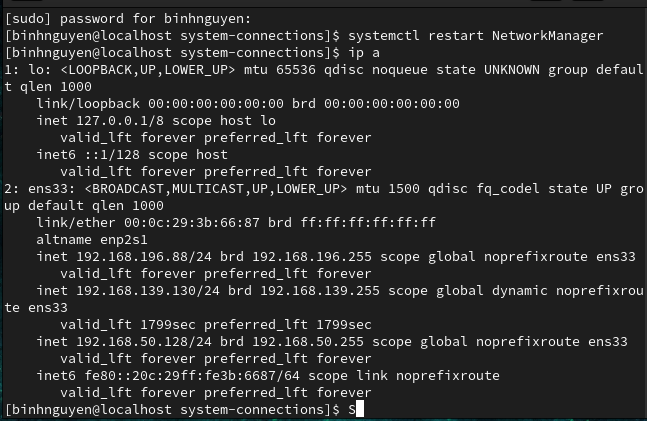 [sudo] password for binhnguyen:
[binhnguyen@localhost system-connections]$ systemctl restart NetworkManager
[binhnguyen@localhost system-connections]$ ip a
1: lo: <LOOPBACK,UP,LOWER_UP> mtu 65536 qdisc noqueue state UNKNOWN group defaul
t qlen 1000
    link/loopback 00:00:00:00:00:00 brd 00:00:00:00:00:00
    inet 127.0.0.1/8 scope host lo
       valid_lft forever preferred_lft forever
    inet6 ::1/128 scope host
       valid_lft forever preferred_lft forever
2: ens33: <BROADCAST,MULTICAST,UP,LOWER_UP> mtu 1500 qdisc fq_codel state UP gro
up default qlen 1000
    link/ether 00:0c:29:3b:66:87 brd ff:ff:ff:ff:ff:ff
    altname enp2s1
    inet 192.168.196.88/24 brd 192.168.196.255 scope global noprefixroute ens33
       valid_lft forever preferred_lft forever
    inet 192.168.139.130/24 brd 192.168.139.255 scope global dynamic noprefixrou
te ens33
       valid_lft 1799sec preferred_lft 1799sec
    inet 192.168.50.128/24 brd 192.168.50.255 scope global noprefixroute ens33
       valid_lft forever preferred_lft forever
    inet6 fe80::20c:29ff:fe3b:6687/64 scope link noprefixroute
       valid_lft forever preferred_lft forever
[binhnguyen@localhost system-connections]$ S